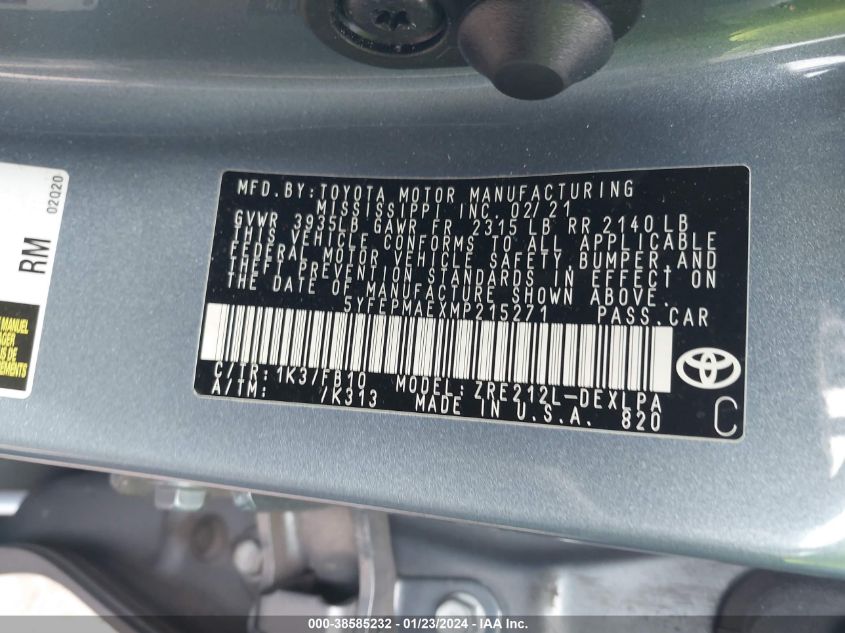 02Q20
RM
MANUEL
MFD. BY: TOYOTA MOTOR MANUFACTURING
MISSISSIPPI INC. 02/21
GVWR 3935LB GAWR FR 2315 LB RR 2140 LB
THIS VEHICLE CONFORMS TO ALL APPLICABLE
FEDERAL MOTOR VEHICLE SAFETY, BUMPER, AND
THEFT PREVENTION STANDARDS IN EFFECT ON
THE DATE OF MANUFACTURE SHOWN ABOVE.
5YFEPMAEXMP215271 PASS. CAR
C/TR: 1K3/FB10 MODEL: ZRE212L-DEXLPA
A/TM: /K313 MADE IN U.S.A. 820
C
000-38585232 - 01/23/2024 - IAA Inc.